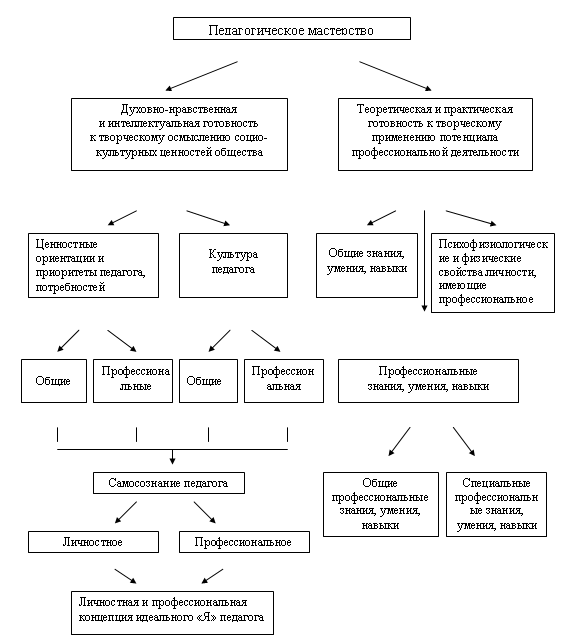 Педагогическое мастерство
Духовно-нравственная
и интеллектуальная готовность
к творческому осмыслению социо-
культурных ценностей общества
Теоретическая и практическая
готовность к творческому
применению потенциала
профессиональной деятельности
Ценностные
ориентации и
приоритеты педагога,
потребностей
Культура
педагога
Общие знания,
умения, навыки
Психофизиологическ
ие и физические
свойства личности,
имеющие
профессиональное
Общие
Профессиона
льные
Общие
Профессион
альная
Профессиональные
знания, умения, навыки
Самосознание педагога
Общие
профессиональные
знания, умения,
навыки
Специальные
профессиональн
ые знания,
умения, навыки
Личностное
Профессиональное
Личностная и профессиональная
концепция идеального «Я» педагога